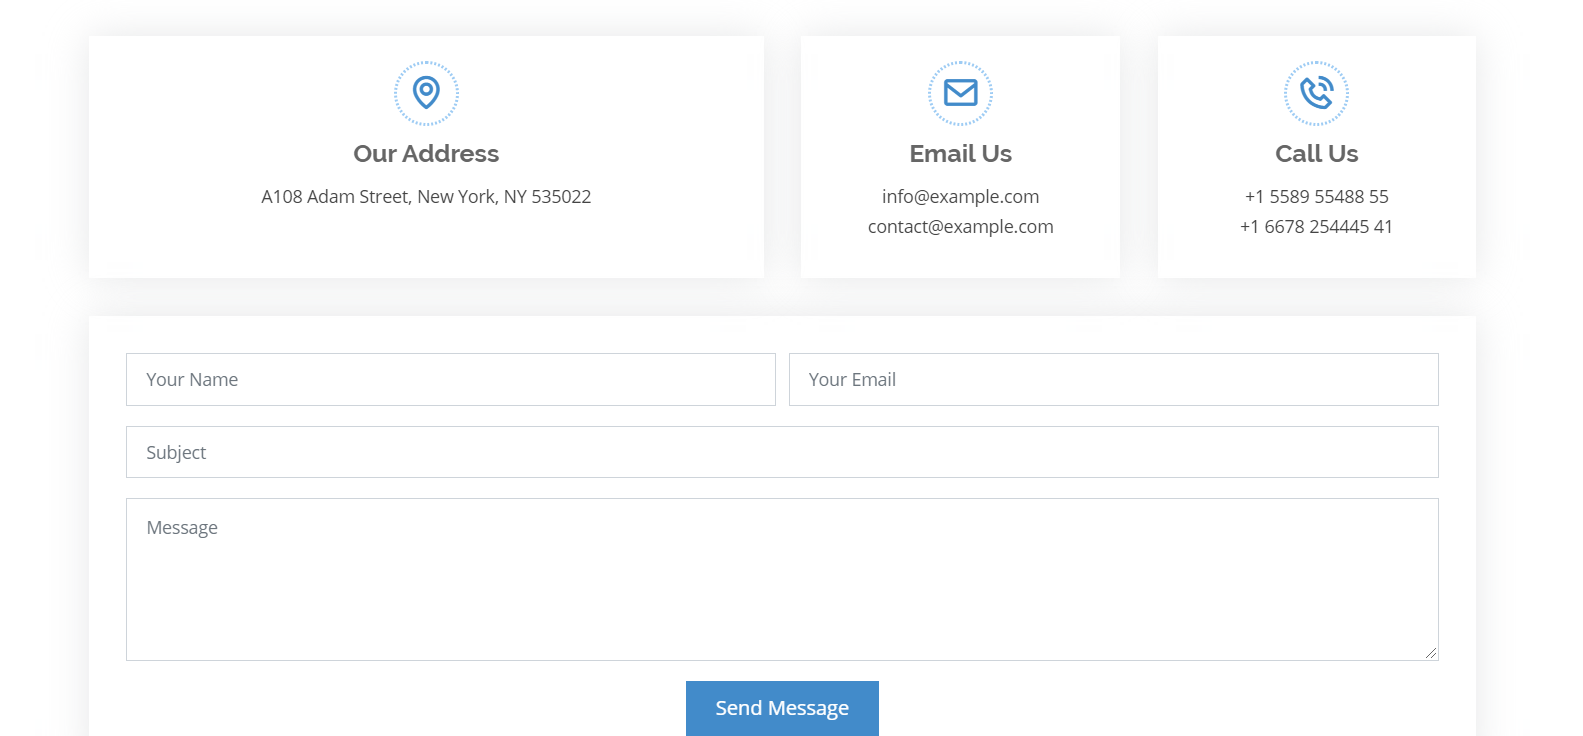 Our Address
A108 Adam Street, New York, NY 535022
Email Us
info@example.com
contact@example.com
Call Us
+1 5589 55488 55
+1 6678 254445 41
Your Name
Your Email
Subject
Message
Send Message